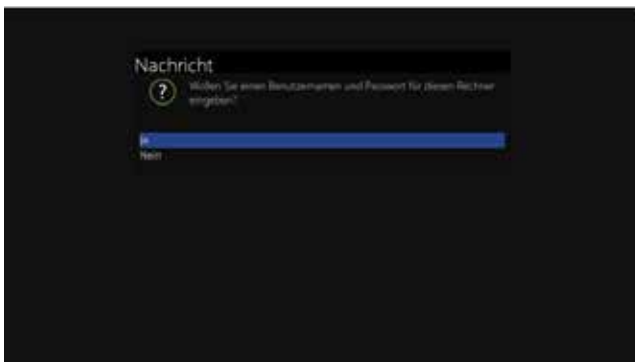 Nachricht
?
Wollen Sie einen Benutzernamen und Passwort für diesen Rechner
eingeben?
Ja
Nein